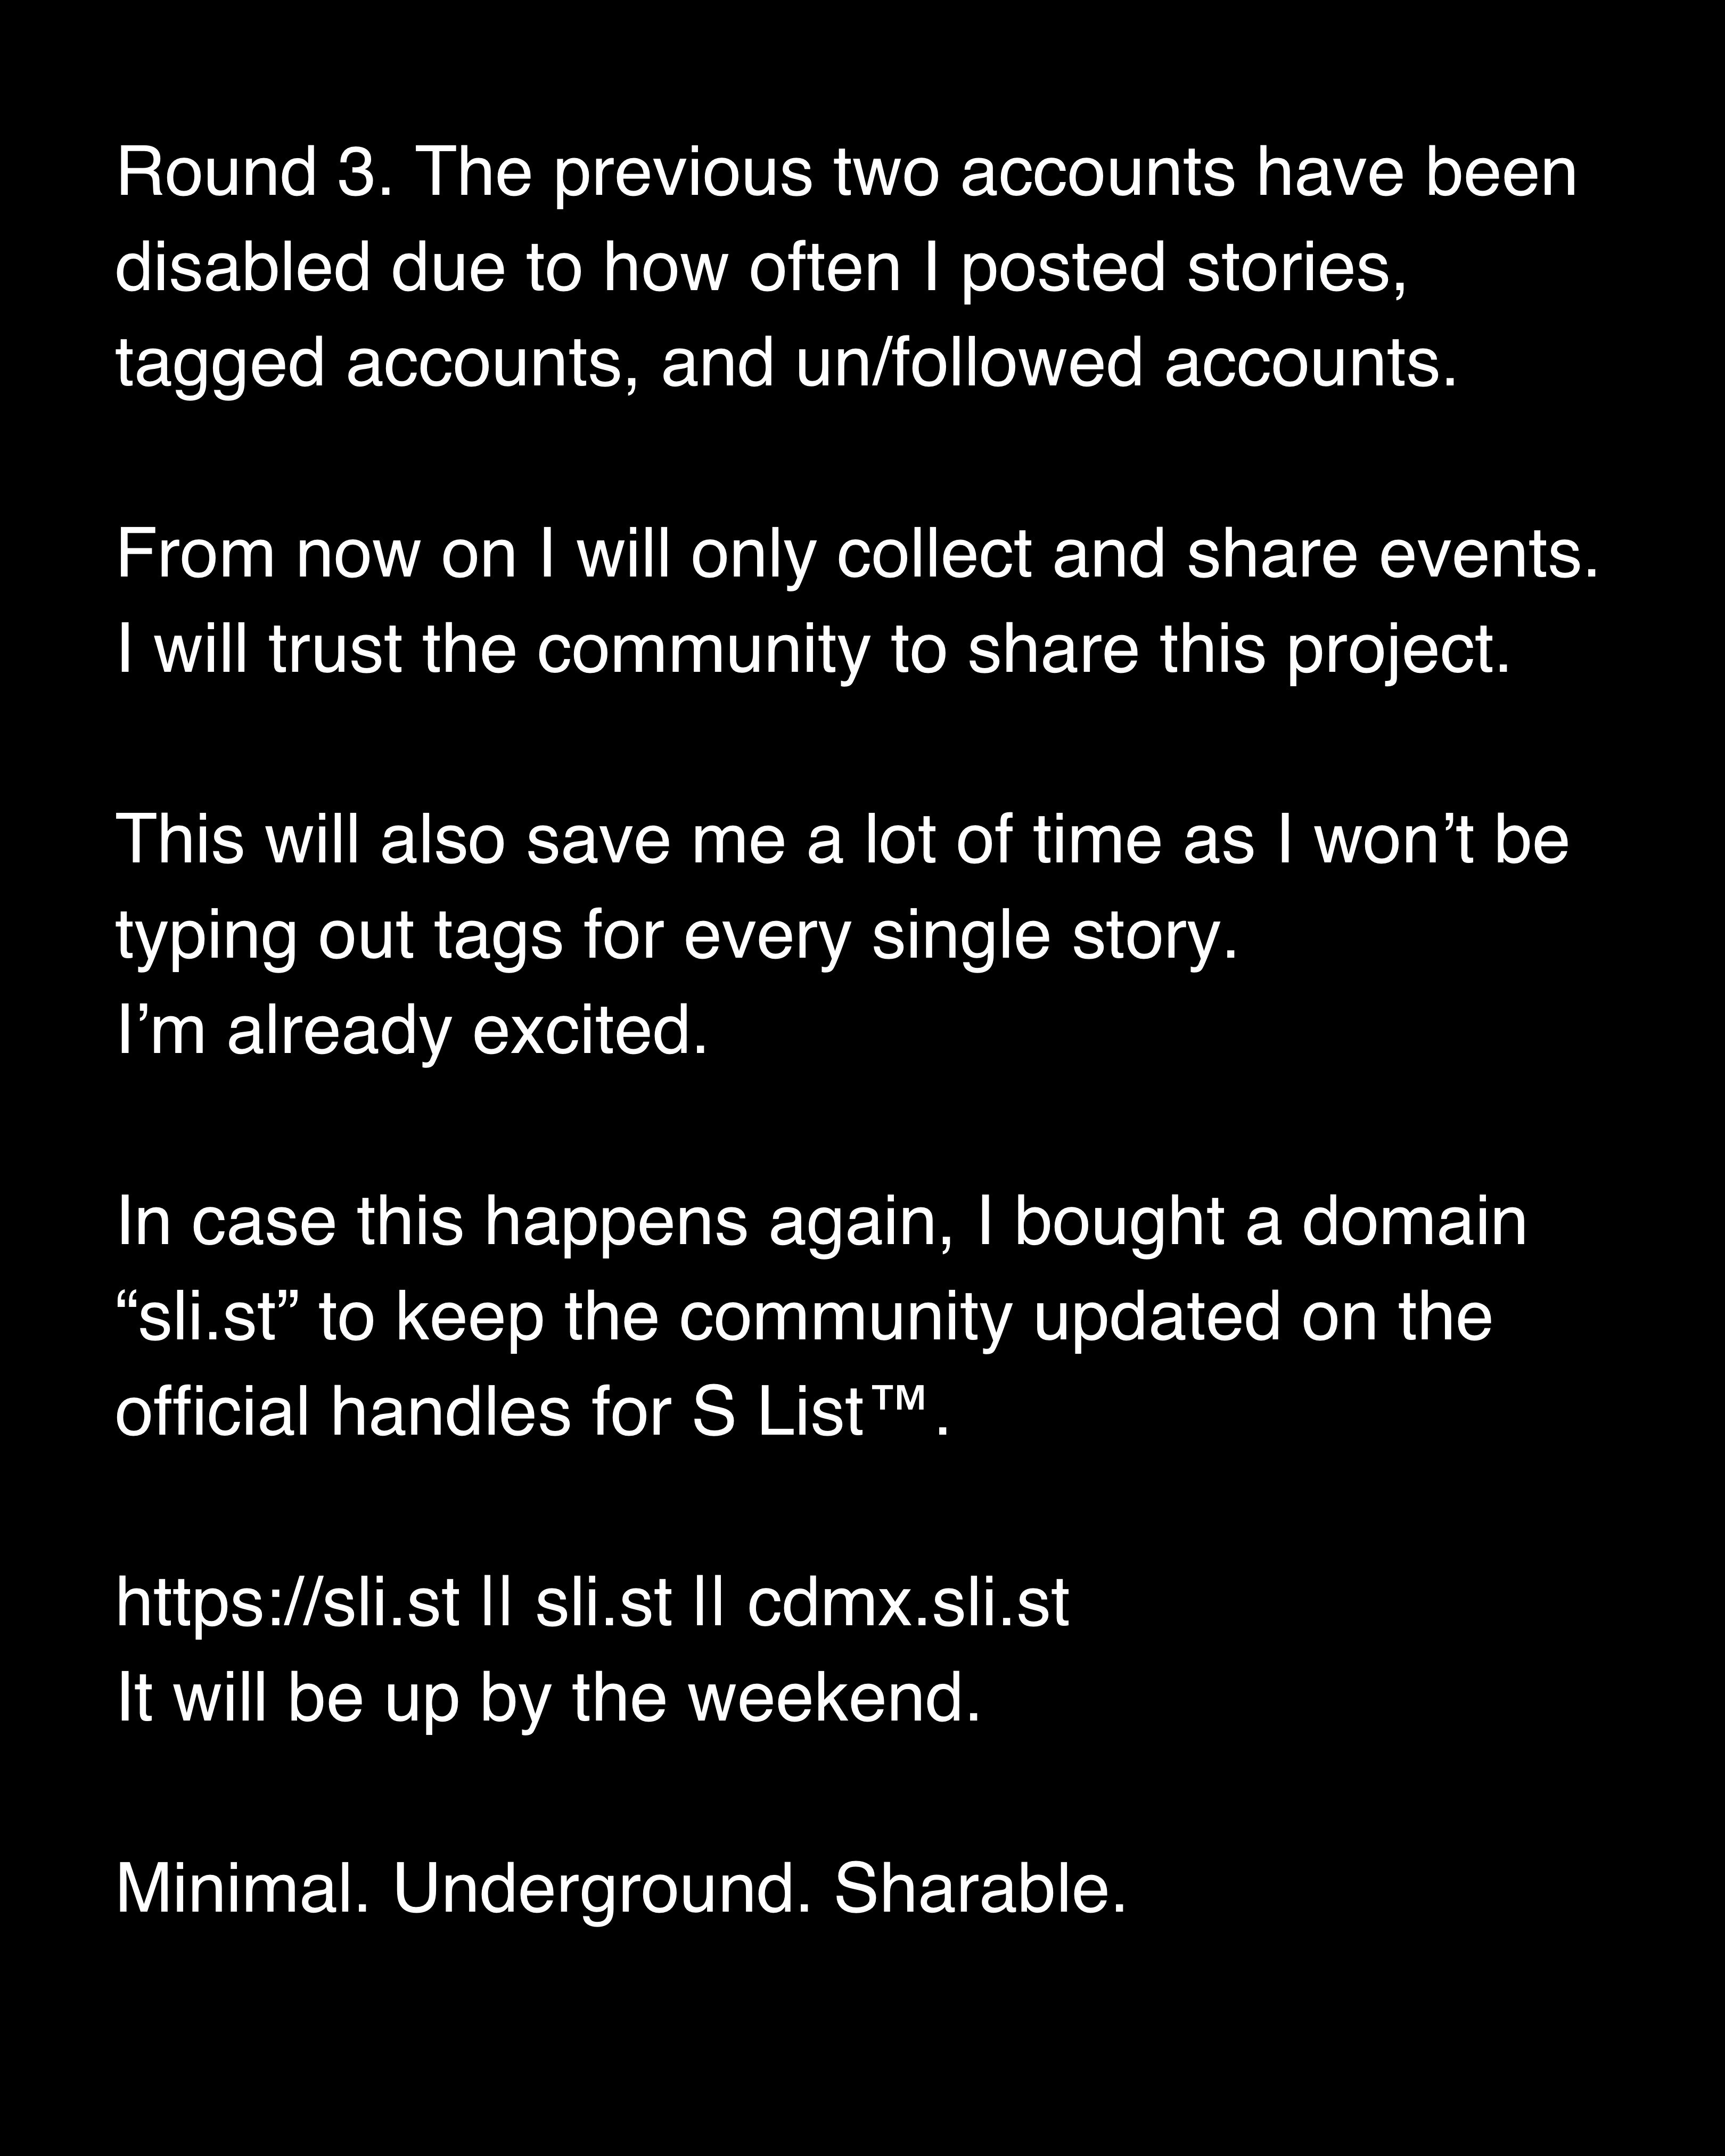 Round 3. The previous two accounts have been
disabled due to how often I posted stories,
tagged accounts, and un/followed accounts.
From now on I will only collect and share events.
I will trust the community to share this project.
This will also save me a lot of time as I won’t be
typing out tags for every single story.
I’m already excited.
In case this happens again, I bought a domain
“sli.st” to keep the community updated on the
official handles for S List™.
https://sli.st || sli.st || cdmx.sli.st
It will be up by the weekend.
Minimal. Underground. Sharable.